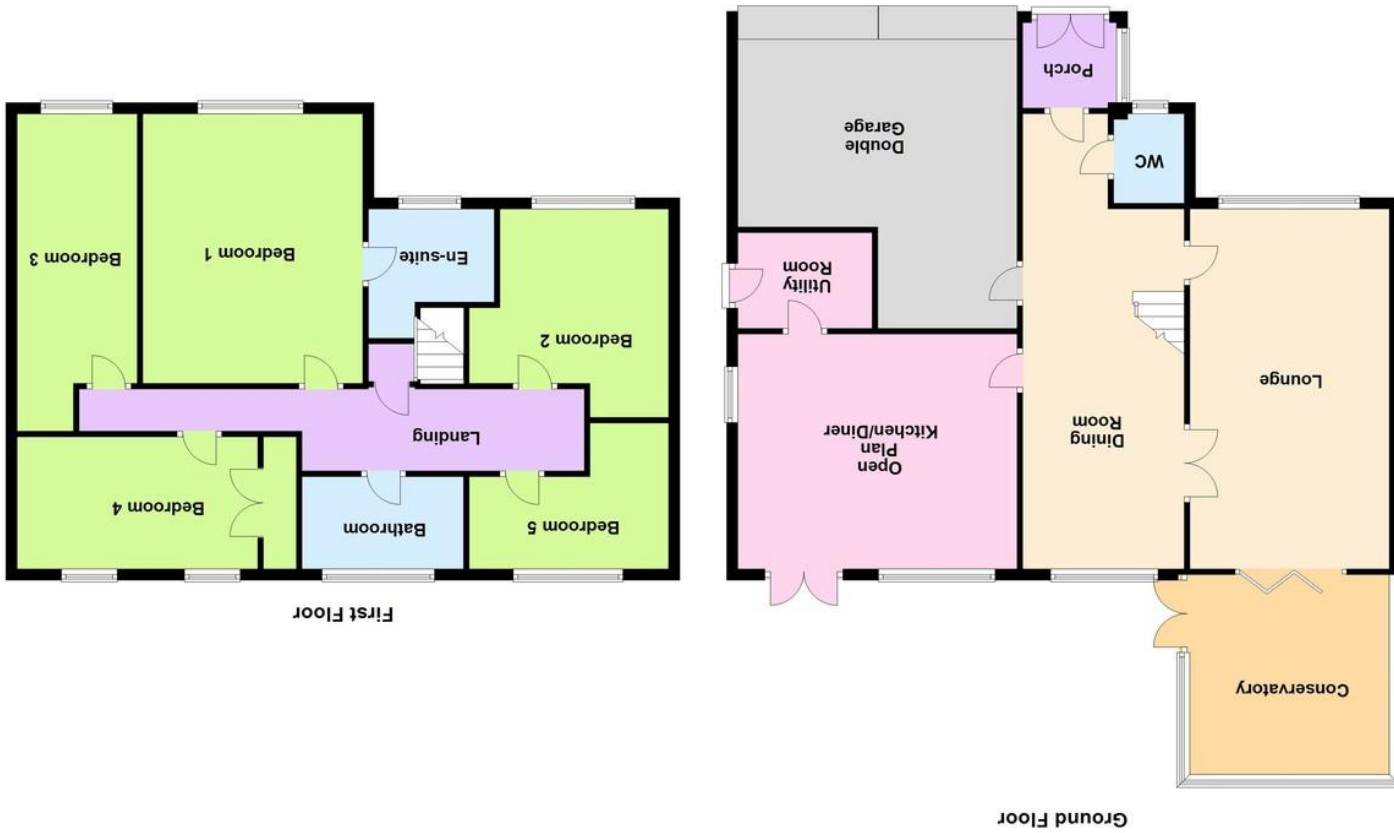 Ground Floor
Conservatory
Lounge
Dining
Room
Open
Plan
Kitchen/Diner
Utility
Room
WC
Double
Garage
Porch
First Floor
Bedroom 5
Bathroom
Bedroom 4
Landing
Bedroom 2
En-suite
Bedroom 1
Bedroom 3